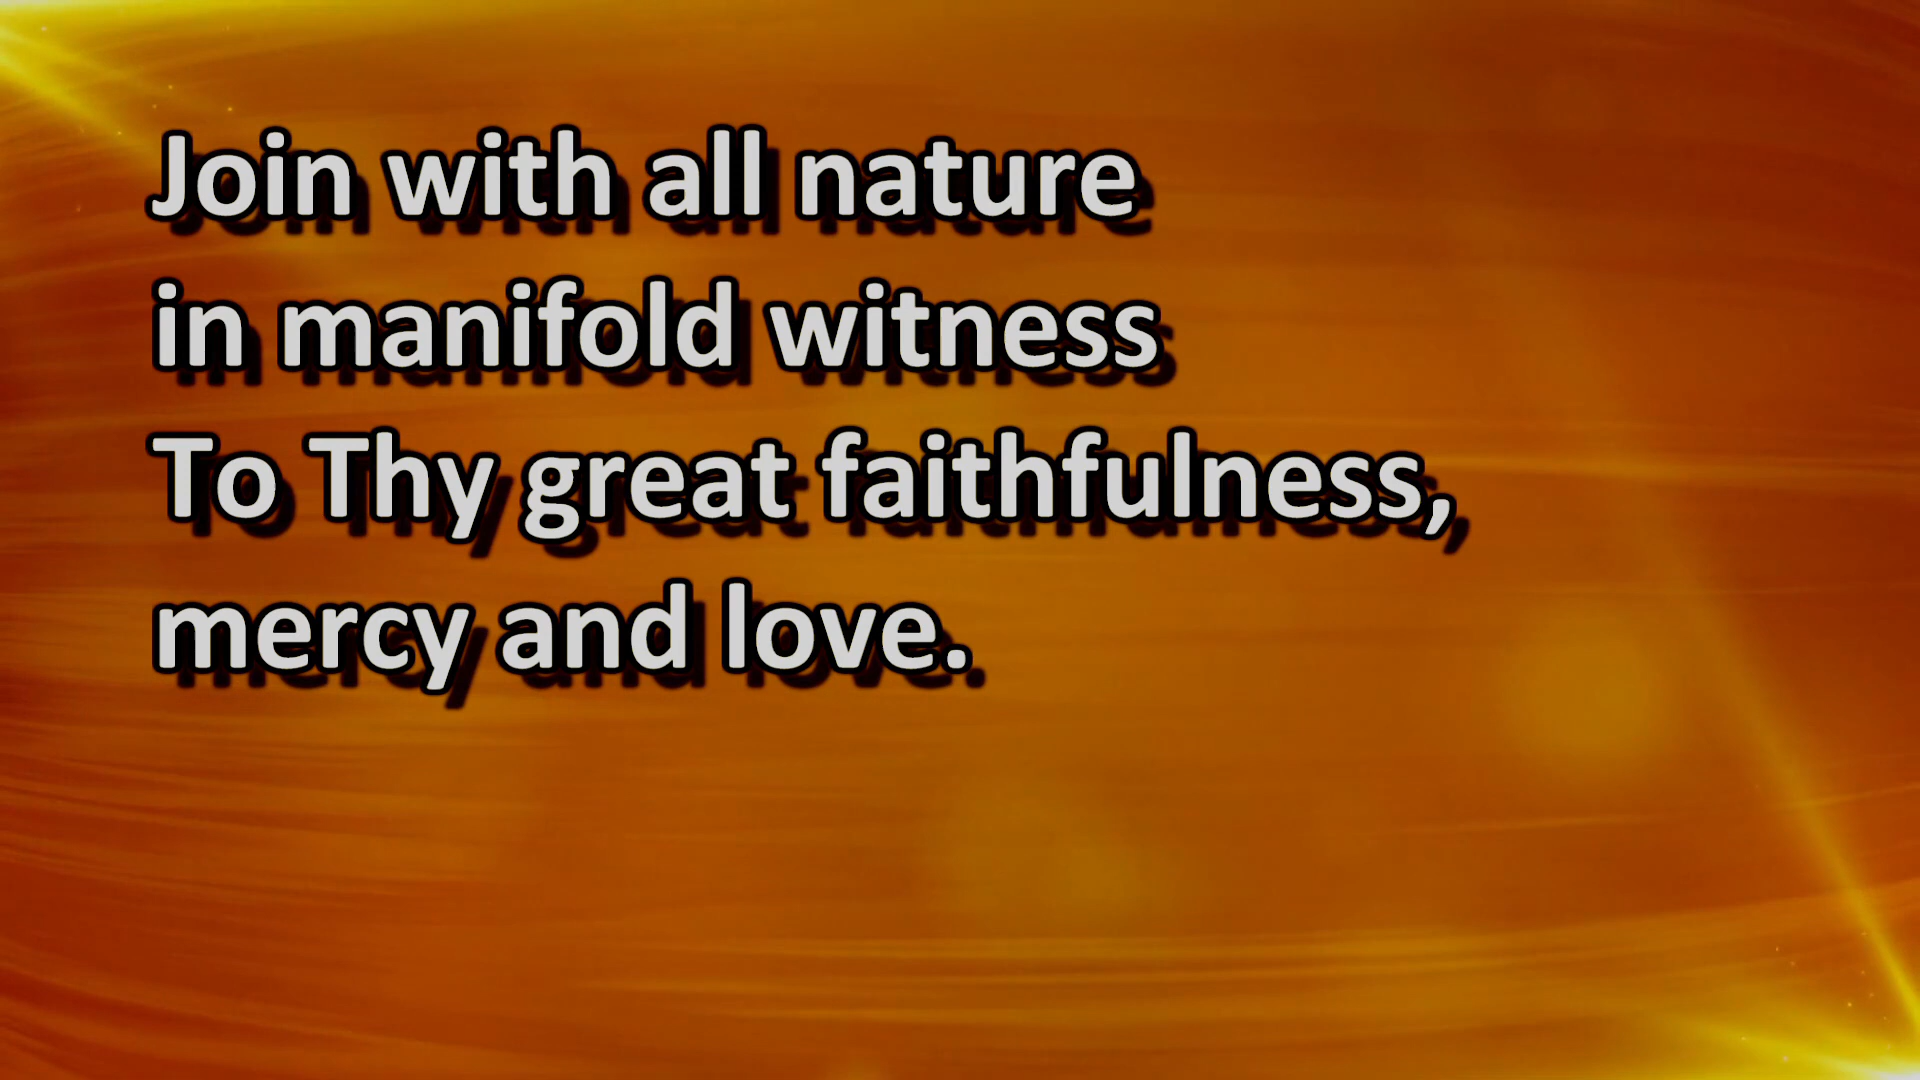 Join with all nature
in manifold witness
To Thy great faithfulness,
mercy and love.